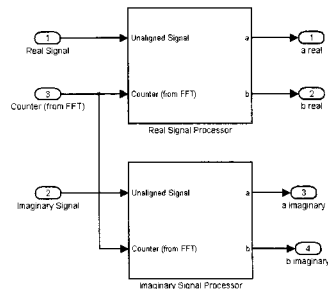 1
Real Signal
3
Counter (from FFT)
Unaligned Signal
a
Counter (from FFT)
b
Real Signal Processor
1
a real
2
b real
2
Imaginary Signal
Unaligned Signal
a
Counter (from FFT)
b
Imaginary Signal Processor
3
a imaginary
4
b imaginary